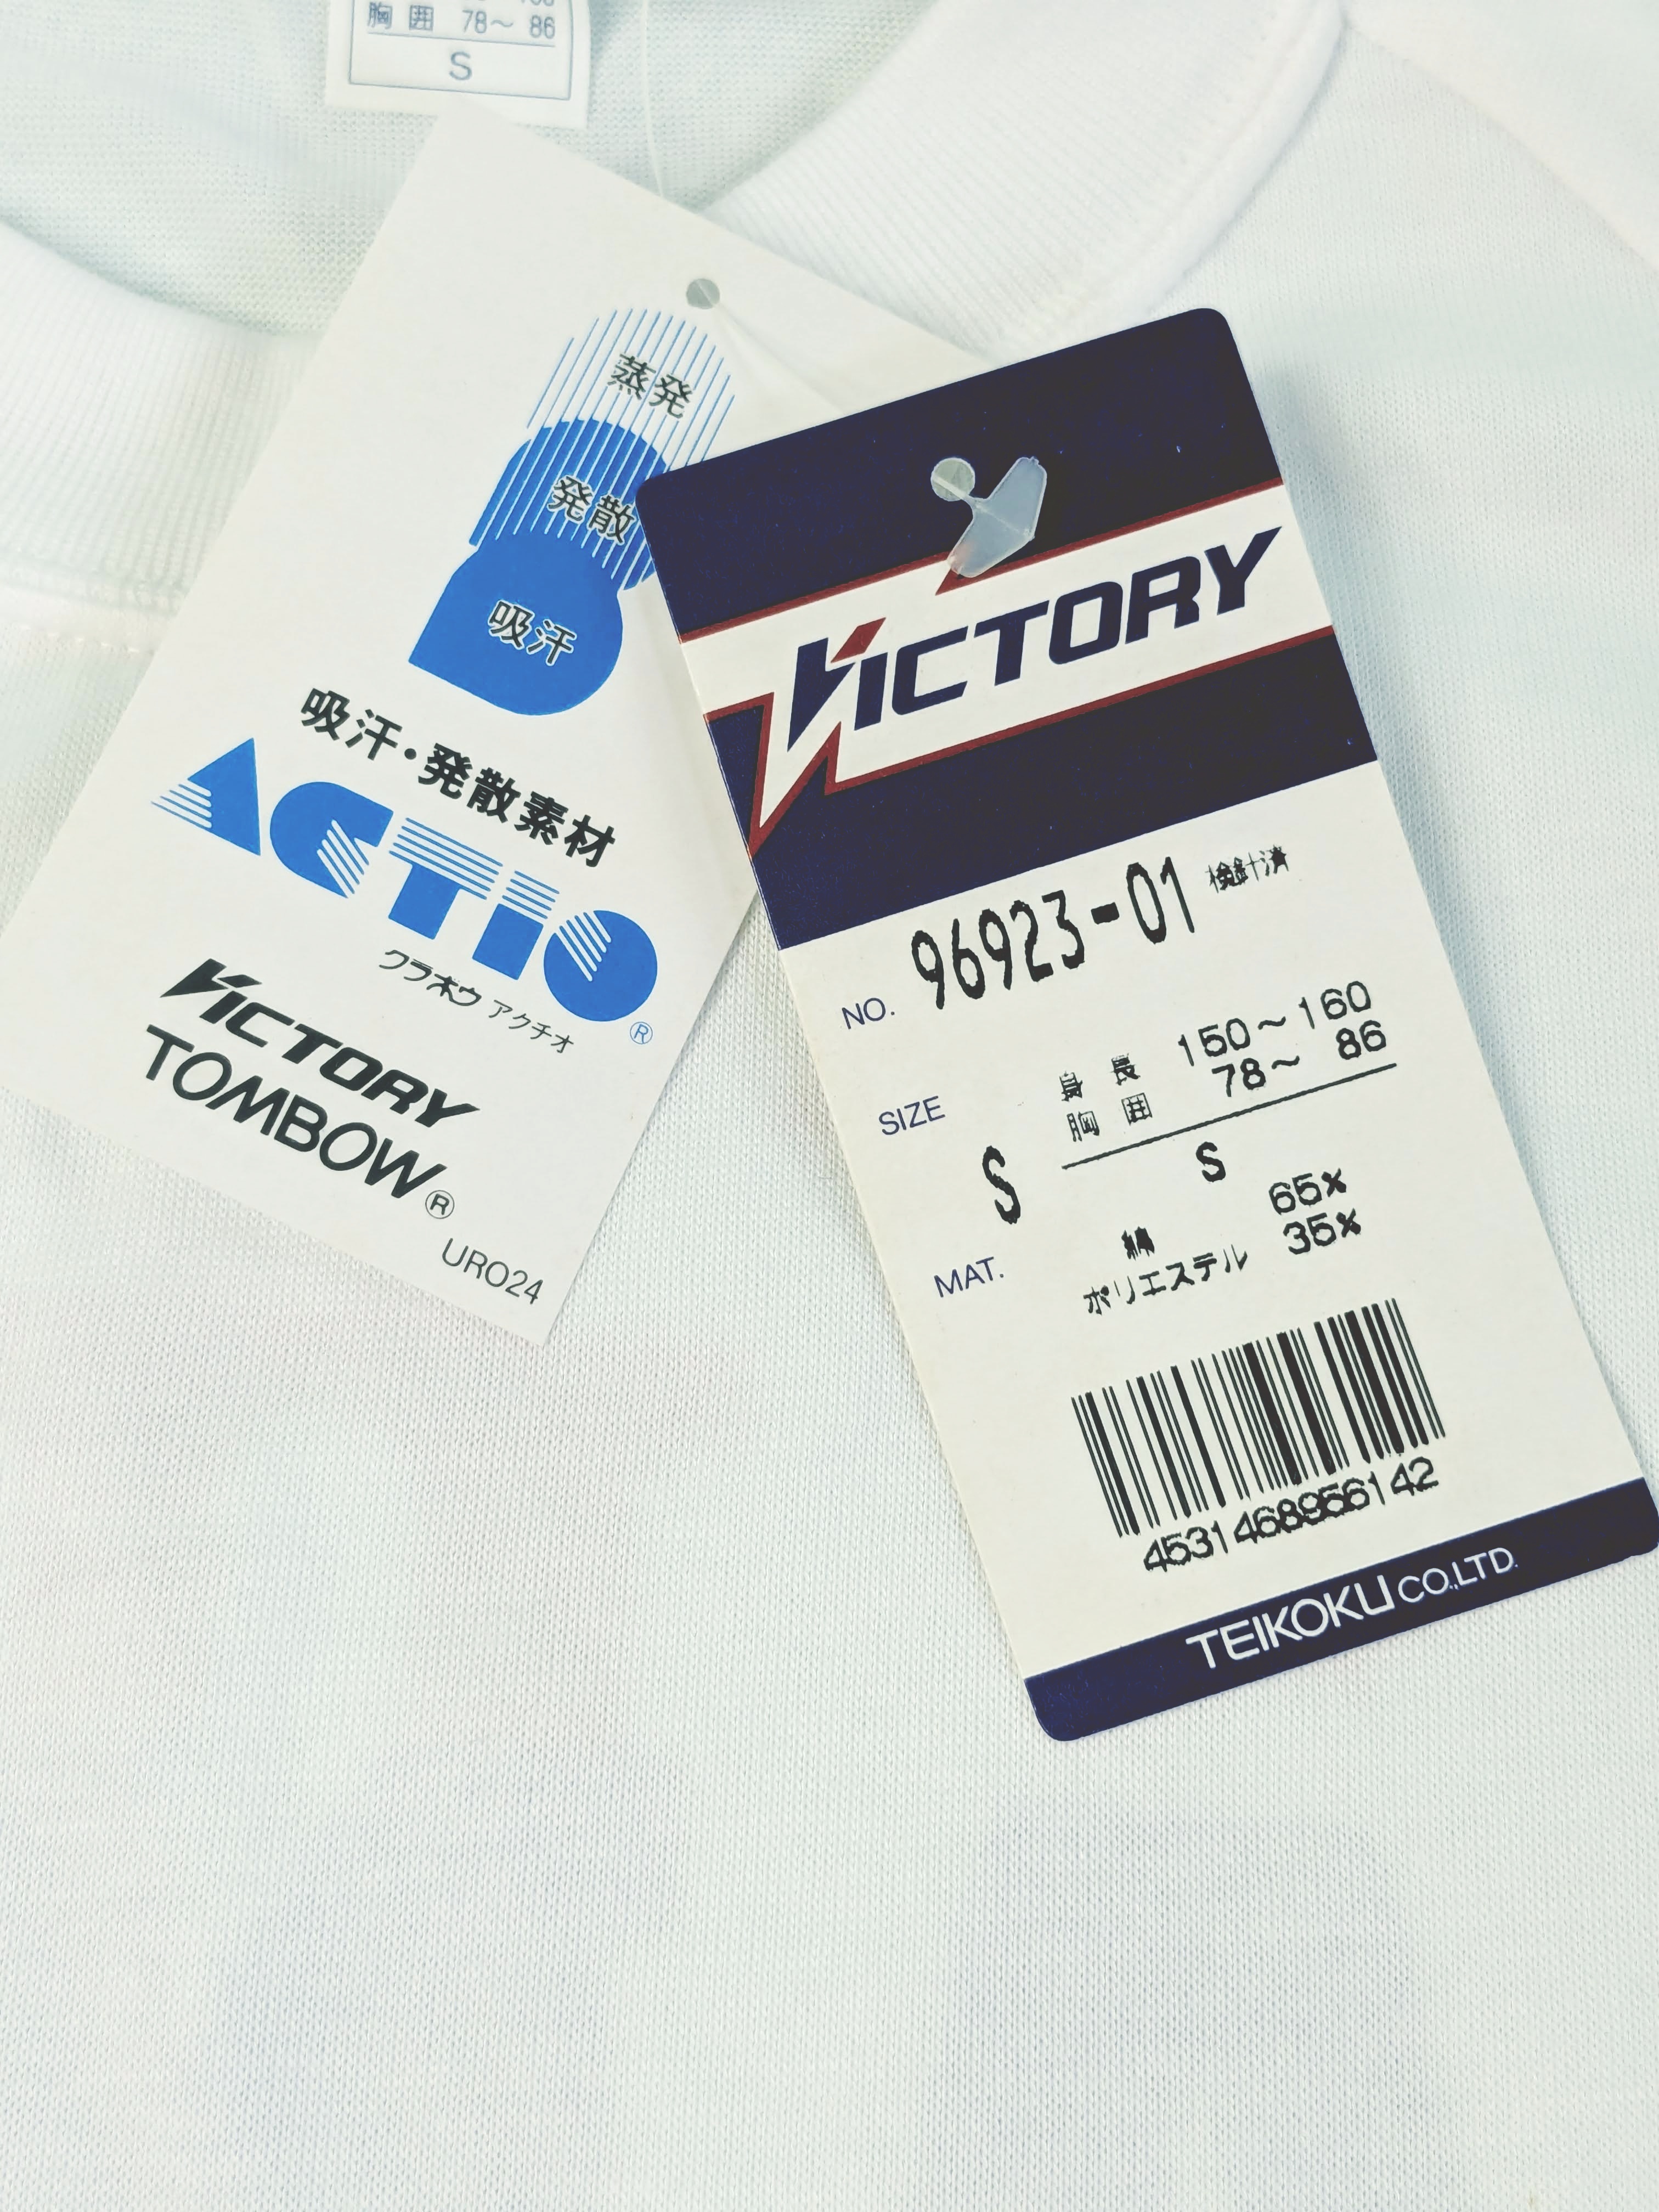 胸囲 78～ 86
S
蒸発
発散
吸汗
吸汗・発散素材
ACTIO
クラボウ アクチオ®
VICTORY
TOMBOW®
URO24
VICTORY
NO. 96923-01 検針済
身長 150～160
胸囲 78～ 86
SIZE S
S
綿 65%
MAT. ポリエステル 35%
4531468956142
TEIKOKU CO.,LTD.